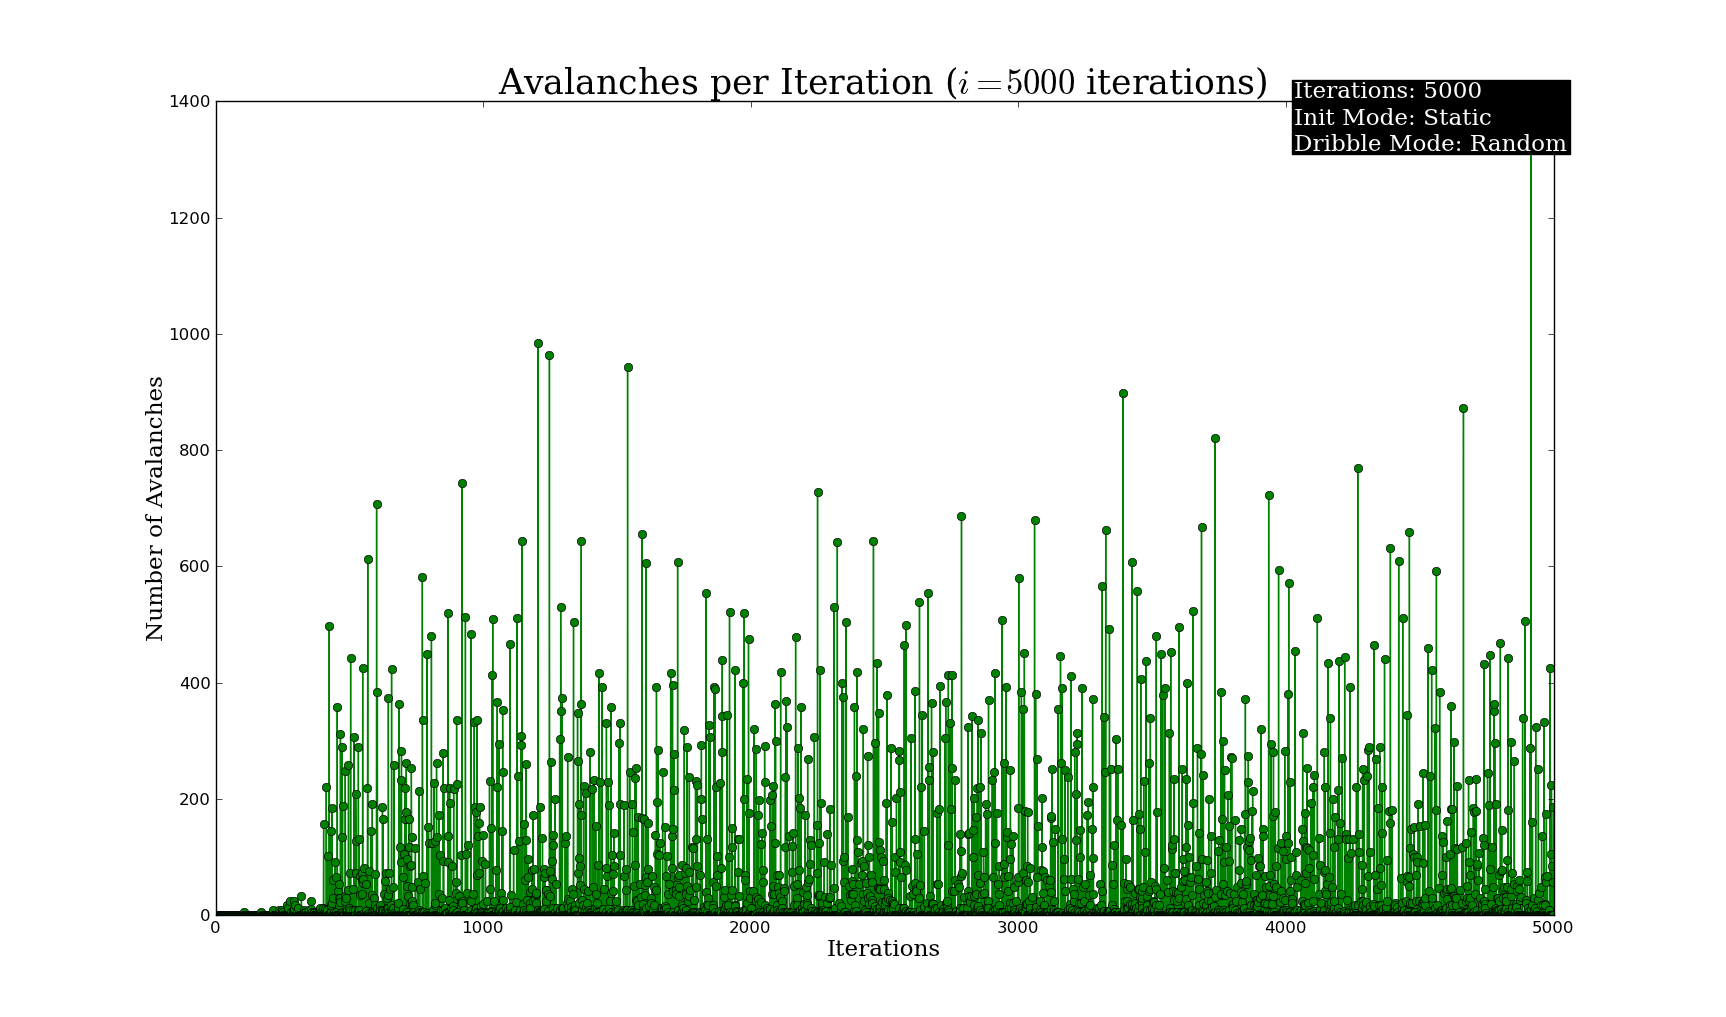 Avalanches per Iteration (i = 5000 iterations)
Iterations: 5000
Init Mode: Static
Dribble Mode: Random
1400
1200
1000
800
600
400
200
0
Number of Avalanches
0 1000 2000 3000 4000 5000
Iterations